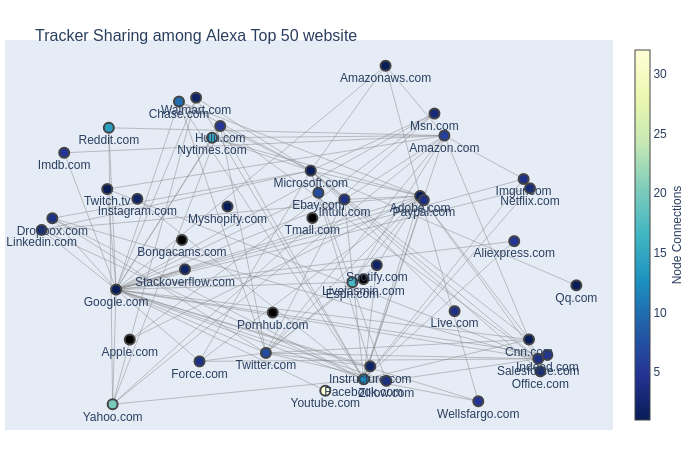 Tracker Sharing among Alexa Top 50 website
Amazonaws.com
Walmart.com
Chase.com
Msn.com
Reddit.com
Hulu.com
Amazon.com
Nytimes.com
Imdb.com
Microsoft.com
Imgur.com
Twitch.tv
Netflix.com
Instagram.com
Ebay.com
Intuit.com
Adobe.com
Paypal.com
Myshopify.com
Dropbox.com
Tmall.com
Linkedin.com
Bongacams.com
Aliexpress.com
Stackoverflow.com
Spotify.com
Livejasmin.com
Espn.com
Qq.com
Google.com
Pornhub.com
Live.com
Apple.com
Cnn.com
Twitter.com
Force.com
Indeed.com
Salesforce.com
Instructure.com
Office.com
Facebook.com
Zillow.com
Youtube.com
Yahoo.com
Wellsfargo.com
30
25
20
15
10
5
Node Connections